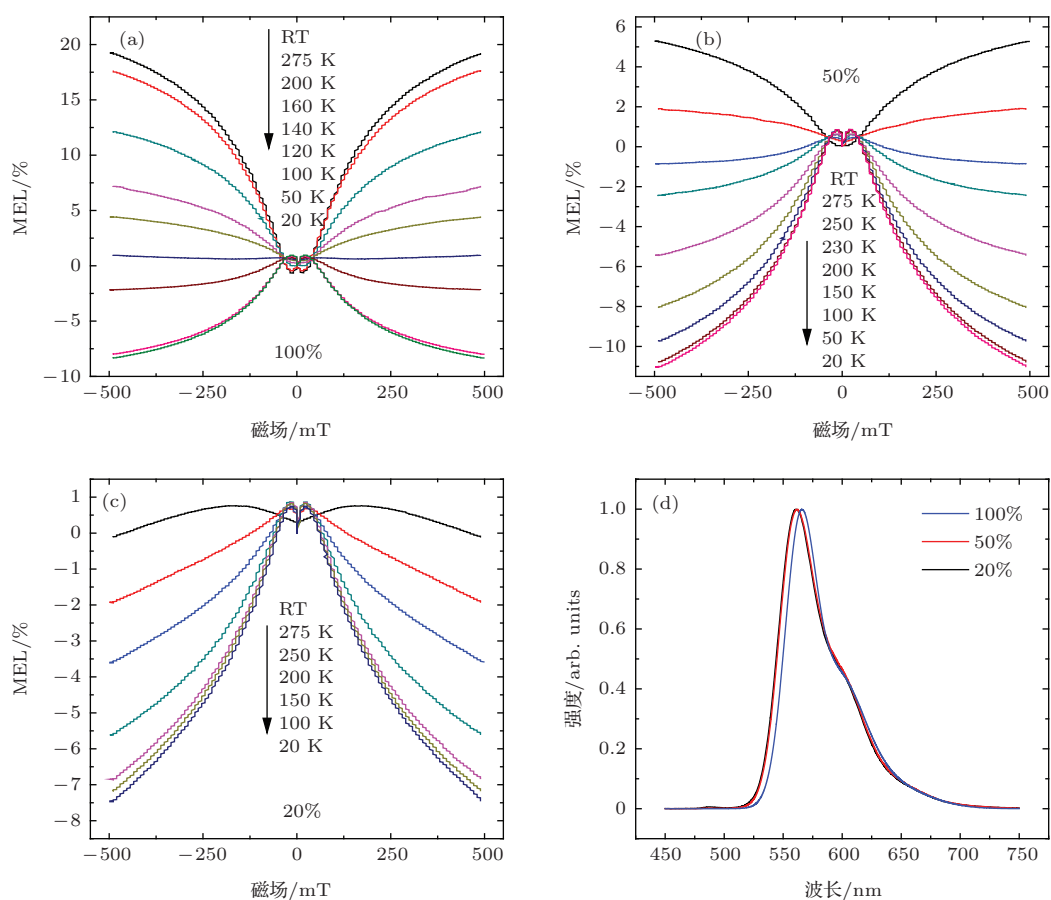 (a)
RT
275 K
200 K
160 K
140 K
120 K
100 K
50 K
20 K
100%
MEL/%
20
15
10
5
0
−5
−10
−500
−250
0
250
500
磁场/mT
(b)
50%
RT
275 K
250 K
230 K
200 K
150 K
100 K
50 K
20 K
MEL/%
6
4
2
0
−2
−4
−6
−8
−10
−500
−250
0
250
500
磁场/mT
(c)
RT
275 K
250 K
200 K
150 K
100 K
20 K
20%
MEL/%
1
0
−1
−2
−3
−4
−5
−6
−7
−8
−500
−250
0
250
500
磁场/mT
(d)
100%
50%
20%
强度/arb. units
1.0
0.8
0.6
0.4
0.2
0
450
500
550
600
650
700
750
波长/nm